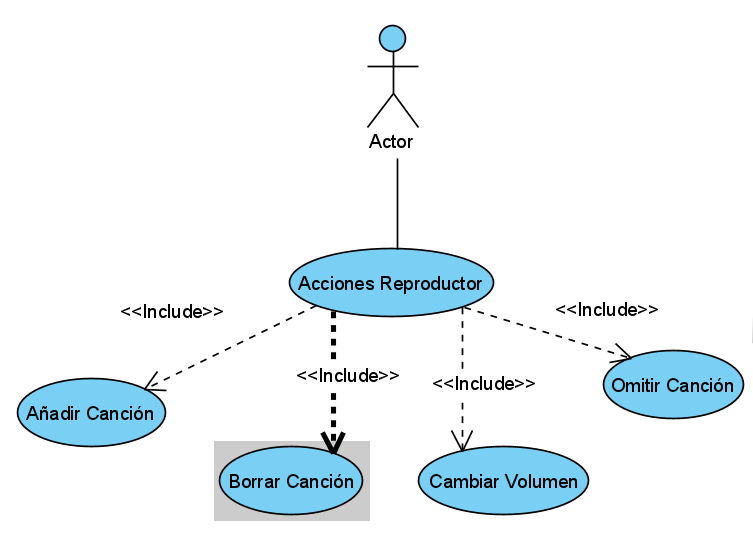 Actor
Acciones Reproductor
<<Include>>
<<Include>>
<<Include>>
<<Include>>
Añadir Canción
Omitir Canción
Borrar Canción
Cambiar Volumen